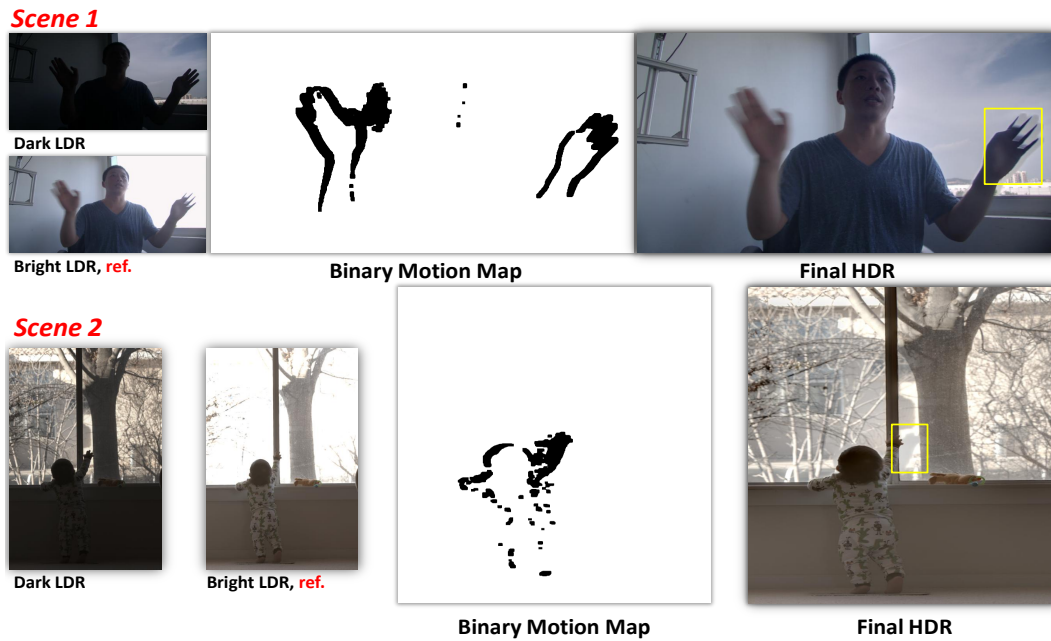 Scene 1
Dark LDR
Bright LDR, ref.
Binary Motion Map
Final HDR
Scene 2
Dark LDR
Bright LDR, ref.
Binary Motion Map
Final HDR